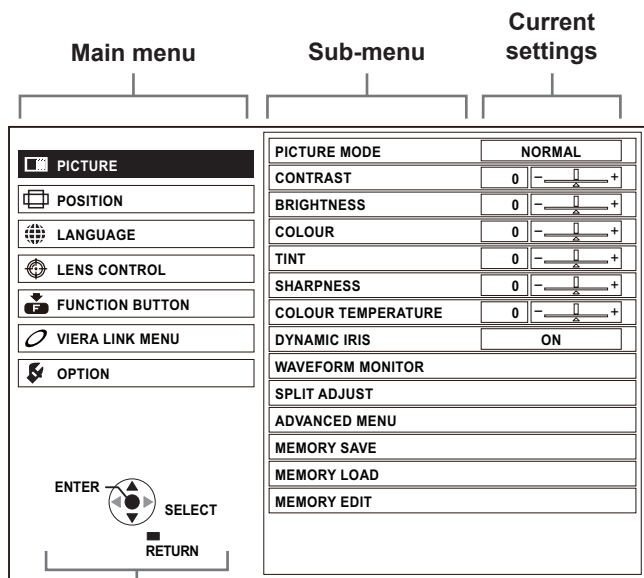 Main menu
Sub-menu
Current
settings
PICTURE
POSITION
LANGUAGE
LENS CONTROL
FUNCTION BUTTON
VIERA LINK MENU
OPTION
PICTURE MODE NORMAL
CONTRAST 0 - +
BRIGHTNESS 0 - +
COLOUR 0 - +
TINT 0 - +
SHARPNESS 0 - +
COLOUR TEMPERATURE 0 - +
DYNAMIC IRIS ON
WAVEFORM MONITOR
SPLIT ADJUST
ADVANCED MENU
MEMORY SAVE
MEMORY LOAD
MEMORY EDIT
F
ENTER
SELECT
RETURN